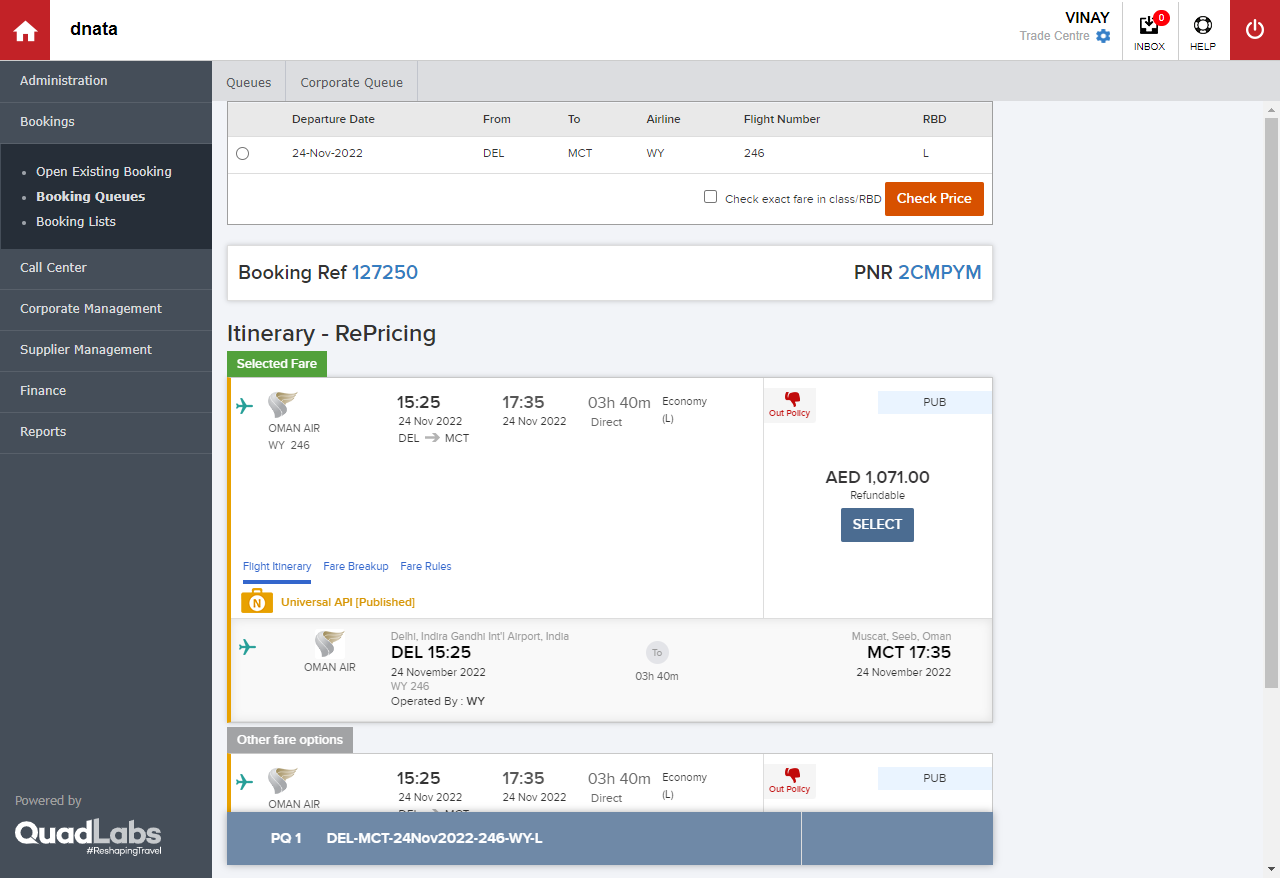 dnata
VINAY
Trade Centre
0
INBOX
HELP
Administration
Bookings
Open Existing Booking
Booking Queues
Booking Lists
Call Center
Corporate Management
Supplier Management
Finance
Reports
Powered by
QuadLabs
#ReshapingTravel
Queues Corporate Queue
Departure Date From To Airline Flight Number RBD
24-Nov-2022 DEL MCT WY 246 L
Check exact fare in class/RBD Check Price
Booking Ref 127250 PNR 2CMPYM
Itinerary - RePricing
Selected Fare
OMAN AIR
WY 246
15:25
24 Nov 2022
DEL MCT
17:35
24 Nov 2022
03h 40m
Direct
Economy
(L)
Out Policy
PUB
AED 1,071.00
Refundable
SELECT
Flight Itinerary Fare Breakup Fare Rules
N Universal API [Published]
OMAN AIR
Delhi, Indira Gandhi Int'l Airport, India
DEL 15:25
24 November 2022
WY 246
Operated By : WY
To
03h 40m
Muscat, Seeb, Oman
MCT 17:35
24 November 2022
Other fare options
OMAN AIR
15:25
24 Nov 2022
DEL MCT
17:35
24 Nov 2022
03h 40m
Direct
Economy
(L)
Out Policy
PUB
PQ 1 DEL-MCT-24Nov2022-246-WY-L